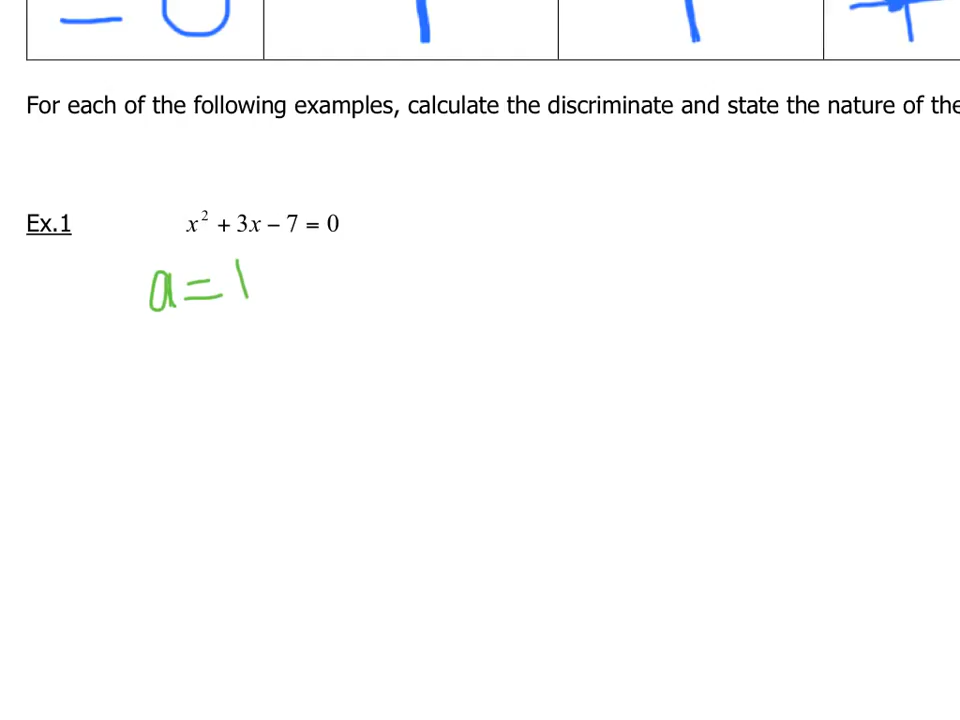 For each of the following examples, calculate the discriminate and state the nature of the
Ex.1 x² + 3x − 7 = 0
a = 1